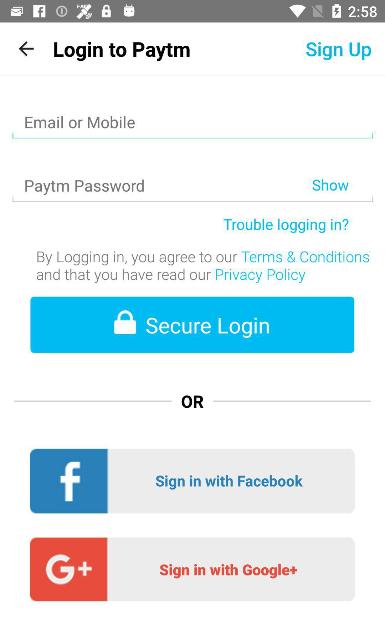 2:58
Login to Paytm
Sign Up
Email or Mobile
Paytm Password
Show
Trouble logging in?
By Logging in, you agree to our Terms & Conditions
and that you have read our Privacy Policy
Secure Login
OR
f
Sign in with Facebook
G+
Sign in with Google+